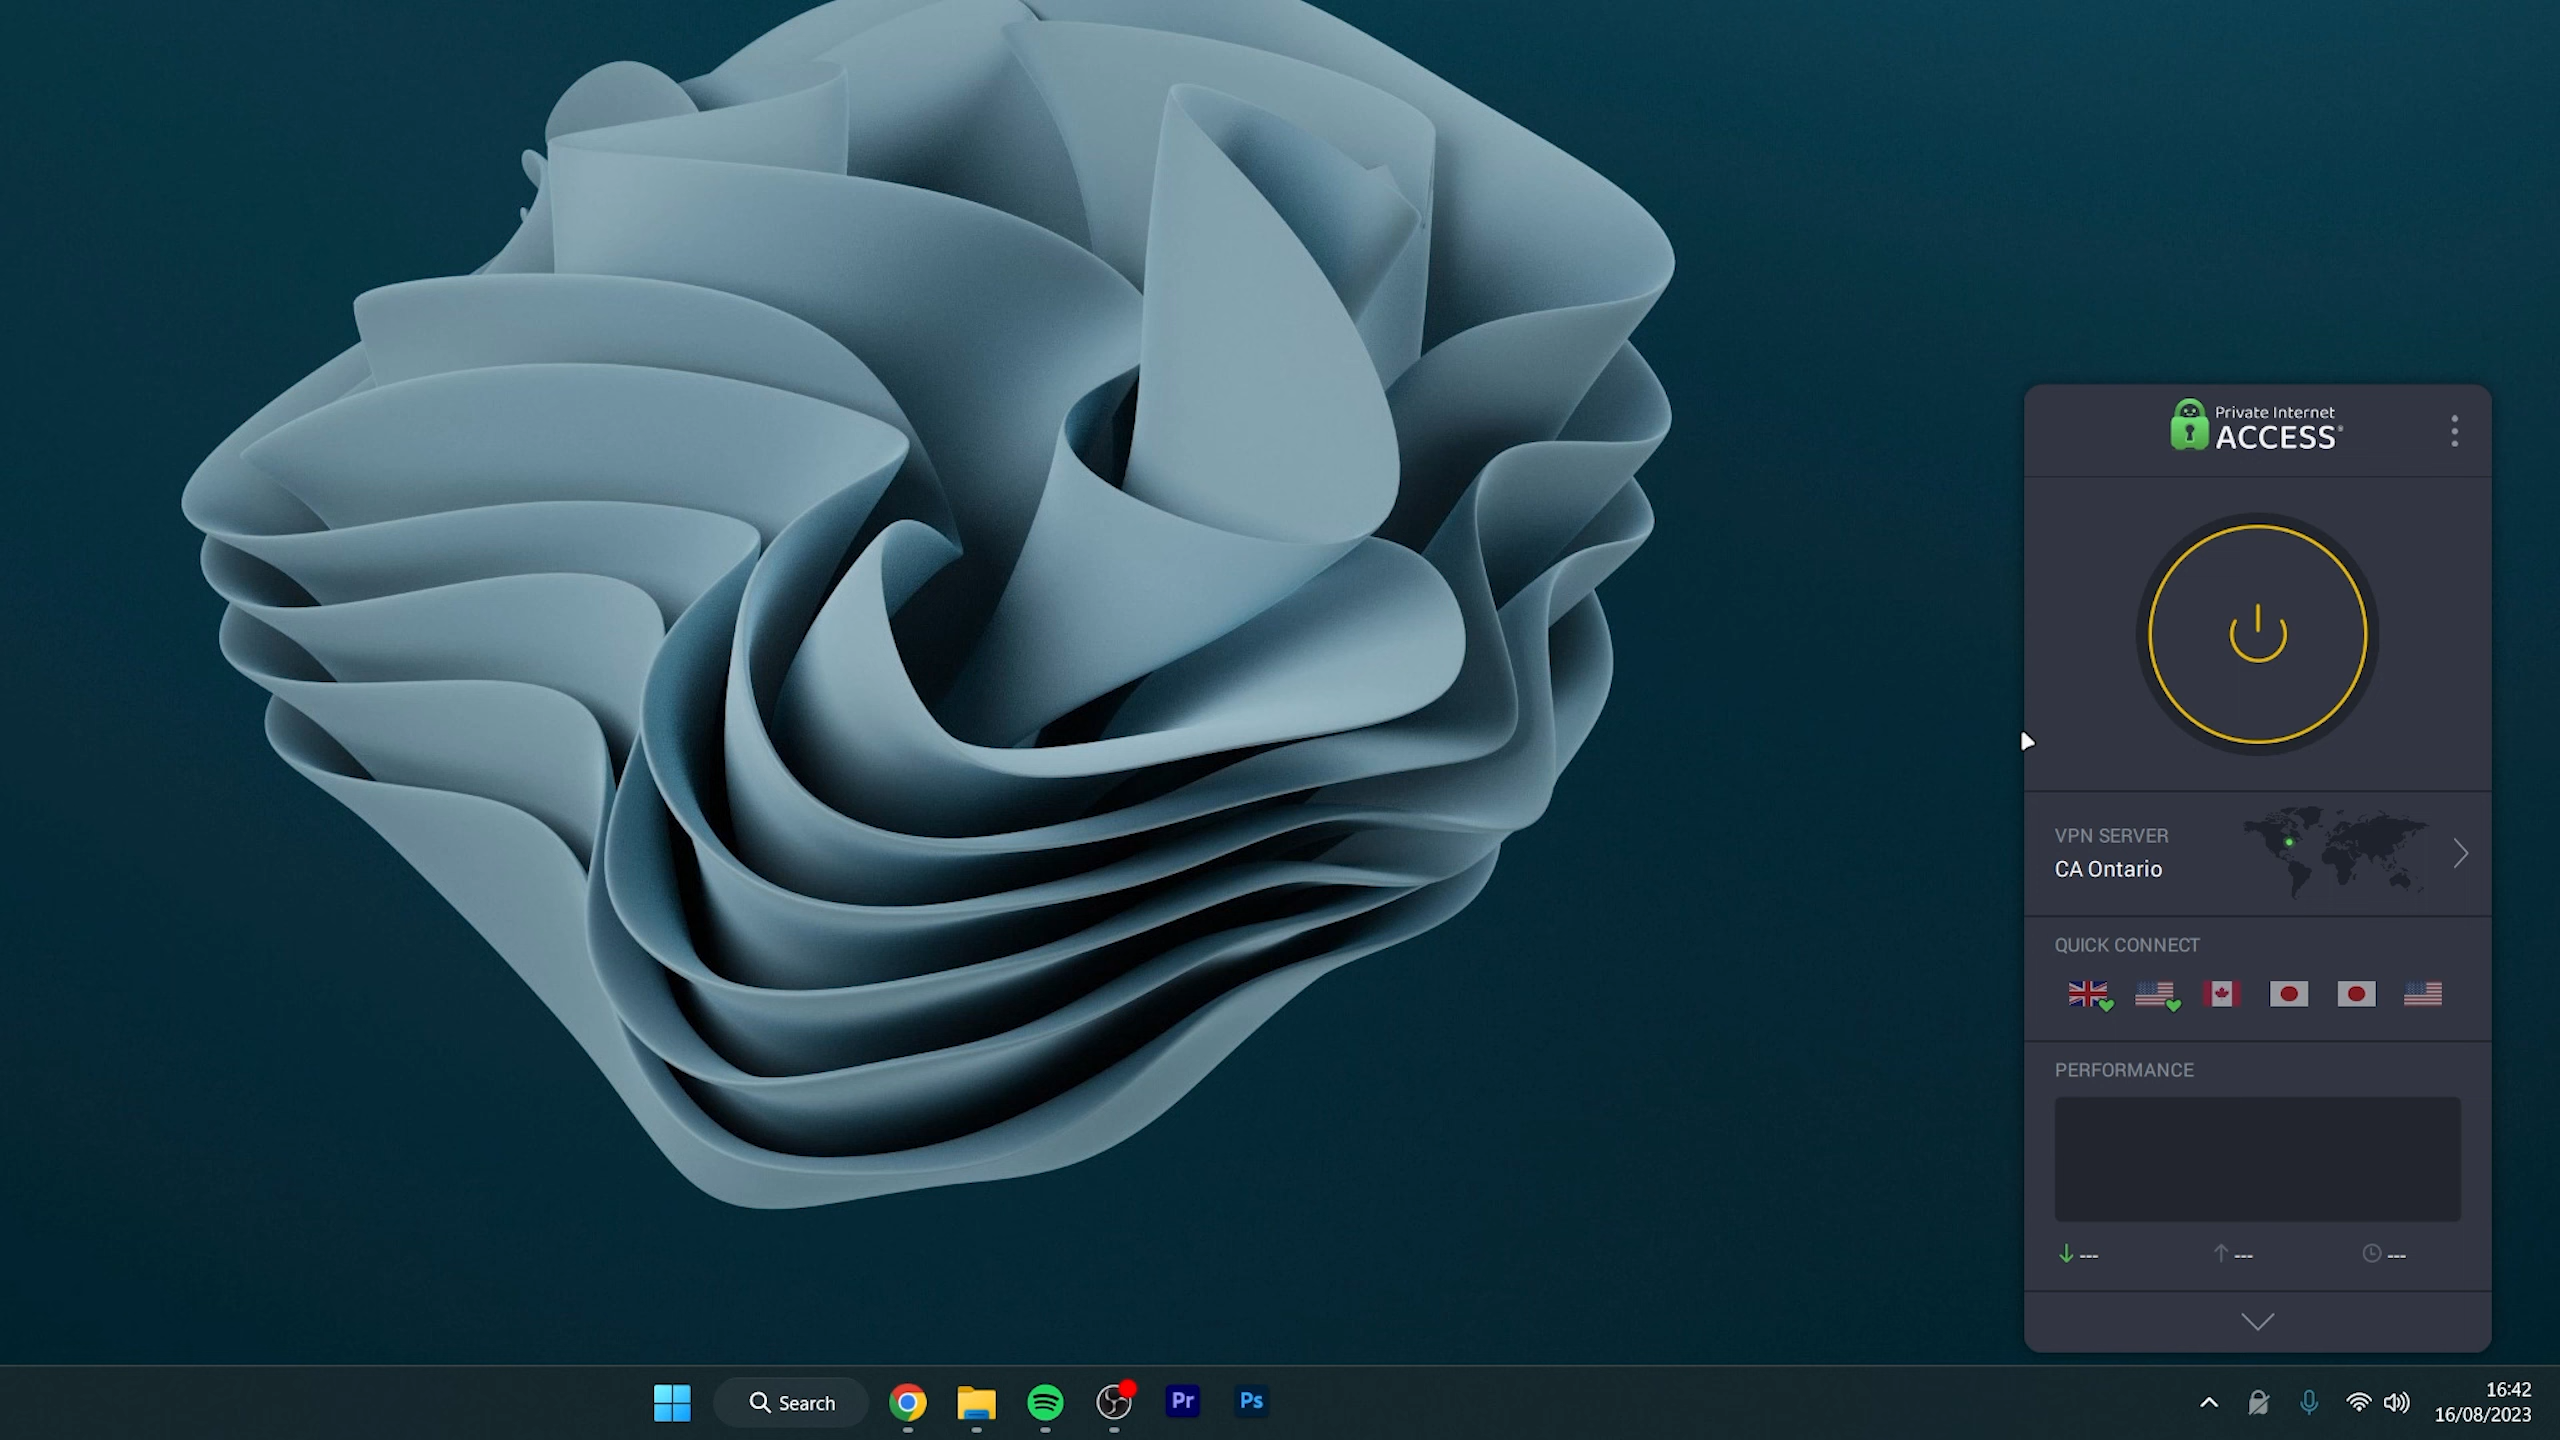 Private Internet
ACCESS®
VPN SERVER
CA Ontario
QUICK CONNECT
PERFORMANCE
--- --- ---
Search
Pr
Ps
16:42
16/08/2023